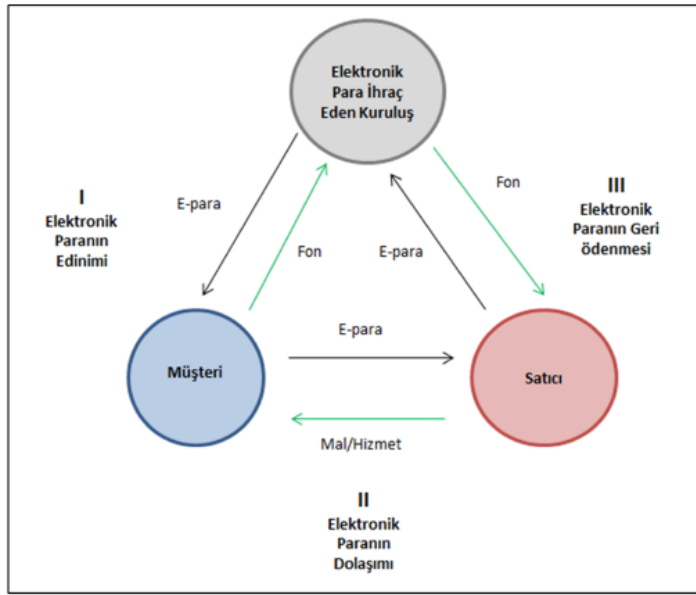 Elektronik
Para İhraç
Eden Kuruluş
I
Elektronik
Paranın
Edinimi
E-para
Fon
E-para
Fon
III
Elektronik
Paranın Geri
ödenmesi
Müşteri
E-para
Satıcı
Mal/Hizmet
II
Elektronik
Paranın
Dolaşımı